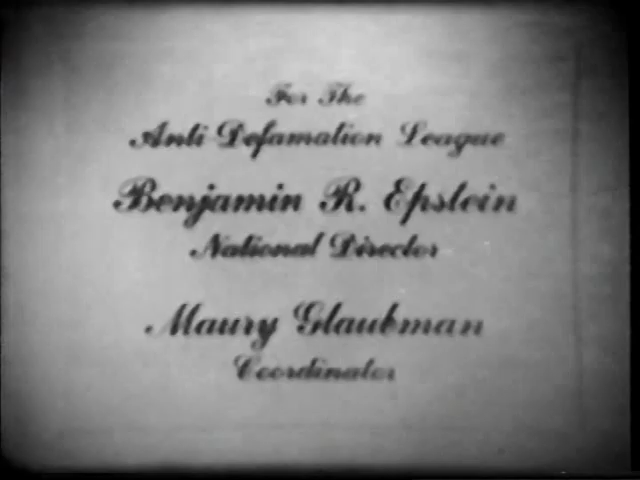 For The
Anti Defamation League
Benjamin R. Epstein
National Director
Maury Glaubman
Coordinator